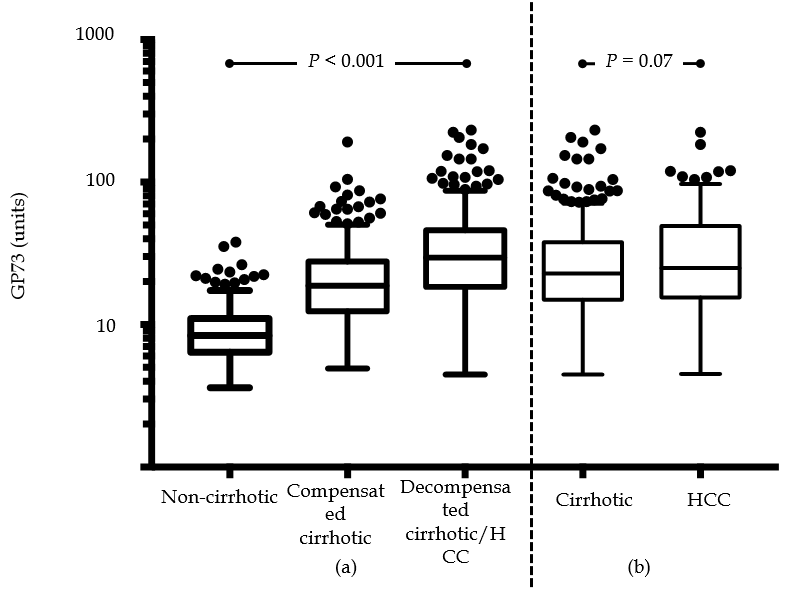 1000
P < 0.001
P = 0.07
100
GP73 (units)
10
Non-cirrhotic
Compensat
ed
cirrhotic
Decompensa
ted
cirrhotic/H
CC
Cirrhotic
HCC
(a)
(b)